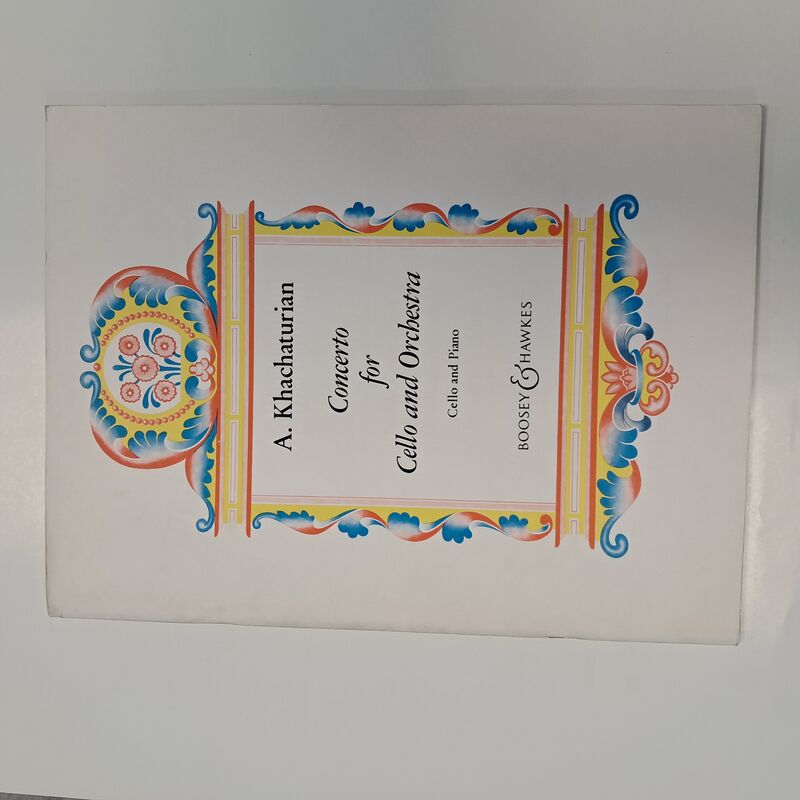 A. Khachaturian
Concerto
for
Cello and Orchestra
Cello and Piano
BOOSEY & HAWKES